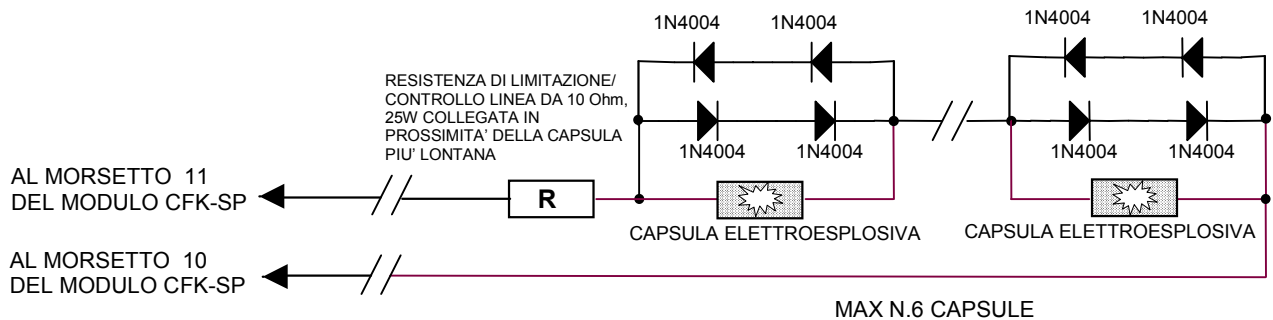 1N4004
1N4004
1N4004
1N4004
RESISTENZA DI LIMITAZIONE/
CONTROLLO LINEA DA 10 Ohm,
25W COLLEGATA IN
PROSSIMITA' DELLA CAPSULA
PIU' LONTANA
1N4004
1N4004
1N4004
1N4004
AL MORSETTO 11
DEL MODULO CFK-SP
R
CAPSULA ELETTROESPLOSIVA
CAPSULA ELETTROESPLOSIVA
AL MORSETTO 10
DEL MODULO CFK-SP
MAX N.6 CAPSULE